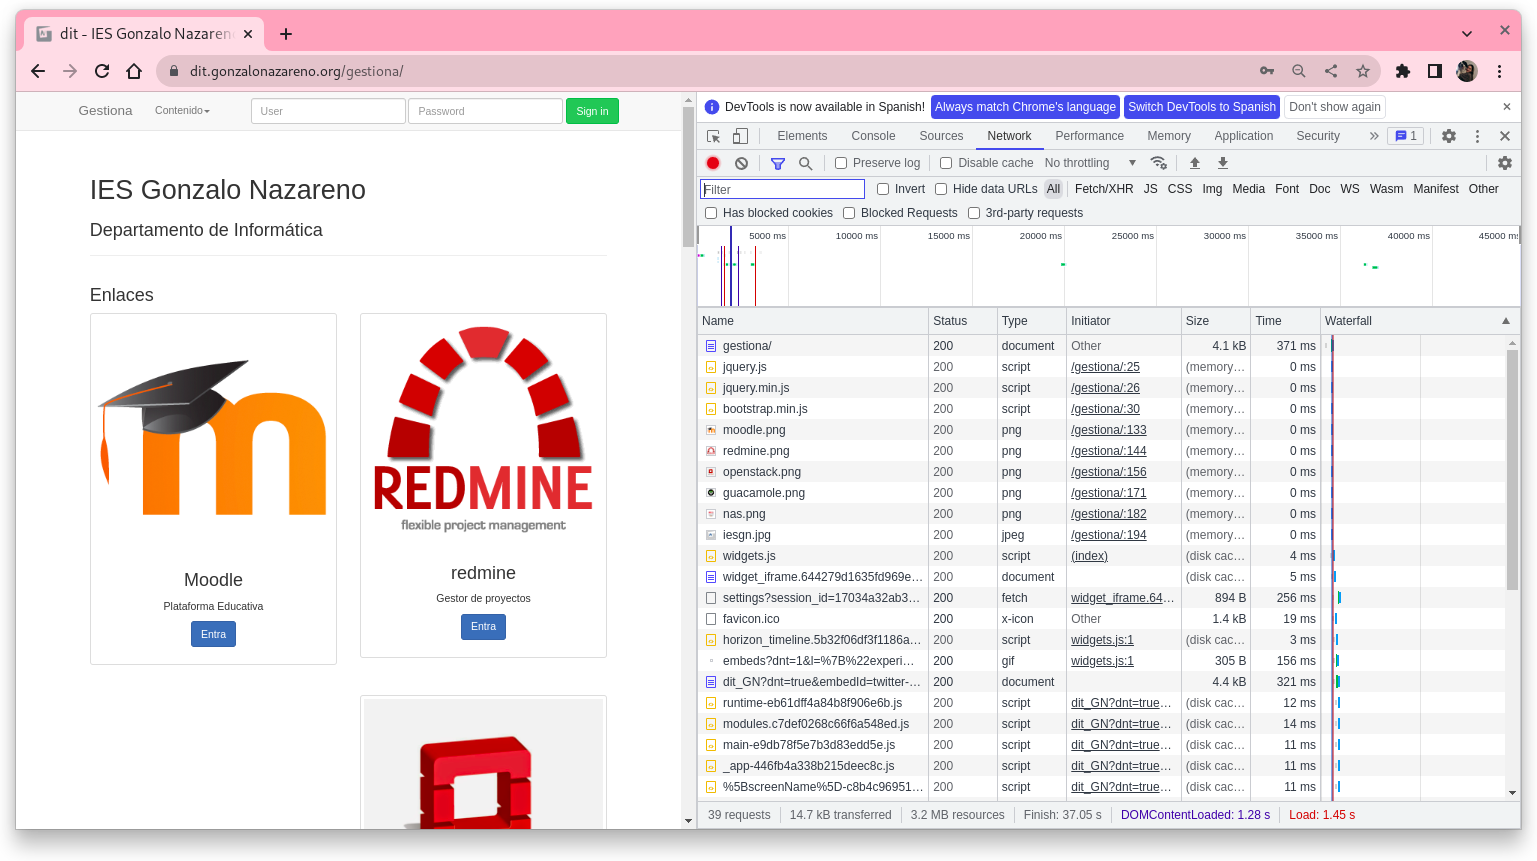 dit - IES Gonzalo Nazaren
dit.gonzalonazareno.org/gestiona/
Gestiona Contenido User Password Sign in
IES Gonzalo Nazareno
Departamento de Informática
Enlaces
Moodle
Plataforma Educativa
Entra
REDMINE
flexible project management
redmine
Gestor de proyectos
Entra
DevTools is now available in Spanish! Always match Chrome's language Switch DevTools to Spanish Don't show again
Elements Console Sources Network Performance Memory Application Security 1
Preserve log Disable cache No throttling
Filter Invert Hide data URLs All Fetch/XHR JS CSS Img Media Font Doc WS Wasm Manifest Other
Has blocked cookies Blocked Requests 3rd-party requests
5000 ms 10000 ms 15000 ms 20000 ms 25000 ms 30000 ms 35000 ms 40000 ms 45000 ms
Name Status Type Initiator Size Time Waterfall
gestiona/ 200 document Other 4.1 kB 371 ms
jquery.js 200 script /gestiona/:25 (memory… 0 ms
jquery.min.js 200 script /gestiona/:26 (memory… 0 ms
bootstrap.min.js 200 script /gestiona/:30 (memory… 0 ms
moodle.png 200 png /gestiona/:133 (memory… 0 ms
redmine.png 200 png /gestiona/:144 (memory… 0 ms
openstack.png 200 png /gestiona/:156 (memory… 0 ms
guacamole.png 200 png /gestiona/:171 (memory… 0 ms
nas.png 200 png /gestiona/:182 (memory… 0 ms
iesgn.jpg 200 jpeg /gestiona/:194 (memory… 0 ms
widgets.js 200 script (index) (disk cac… 4 ms
widget_iframe.644279d1635fd969e… 200 document (disk cac… 5 ms
settings?session_id=17034a32ab3… 200 fetch widget_iframe.64… 894 B 256 ms
favicon.ico 200 x-icon Other 1.4 kB 19 ms
horizon_timeline.5b32f06df3f1186a… 200 script widgets.js:1 (disk cac… 3 ms
embeds?dnt=1&l=%7B%22experi… 200 gif widgets.js:1 305 B 156 ms
dit_GN?dnt=true&embedId=twitter-… 200 document 4.4 kB 321 ms
runtime-eb61dff4a84b8f906e6b.js 200 script dit_GN?dnt=true… (disk cac… 12 ms
modules.c7def0268c66f6a548ed.js 200 script dit_GN?dnt=true… (disk cac… 14 ms
main-e9db78f5e7b3d83edd5e.js 200 script dit_GN?dnt=true… (disk cac… 11 ms
_app-446fb4a338b215deec8c.js 200 script dit_GN?dnt=true… (disk cac… 11 ms
%5BscreenName%5D-c8b4c96951… 200 script dit_GN?dnt=true… (disk cac… 11 ms
39 requests 14.7 kB transferred 3.2 MB resources Finish: 37.05 s DOMContentLoaded: 1.28 s Load: 1.45 s